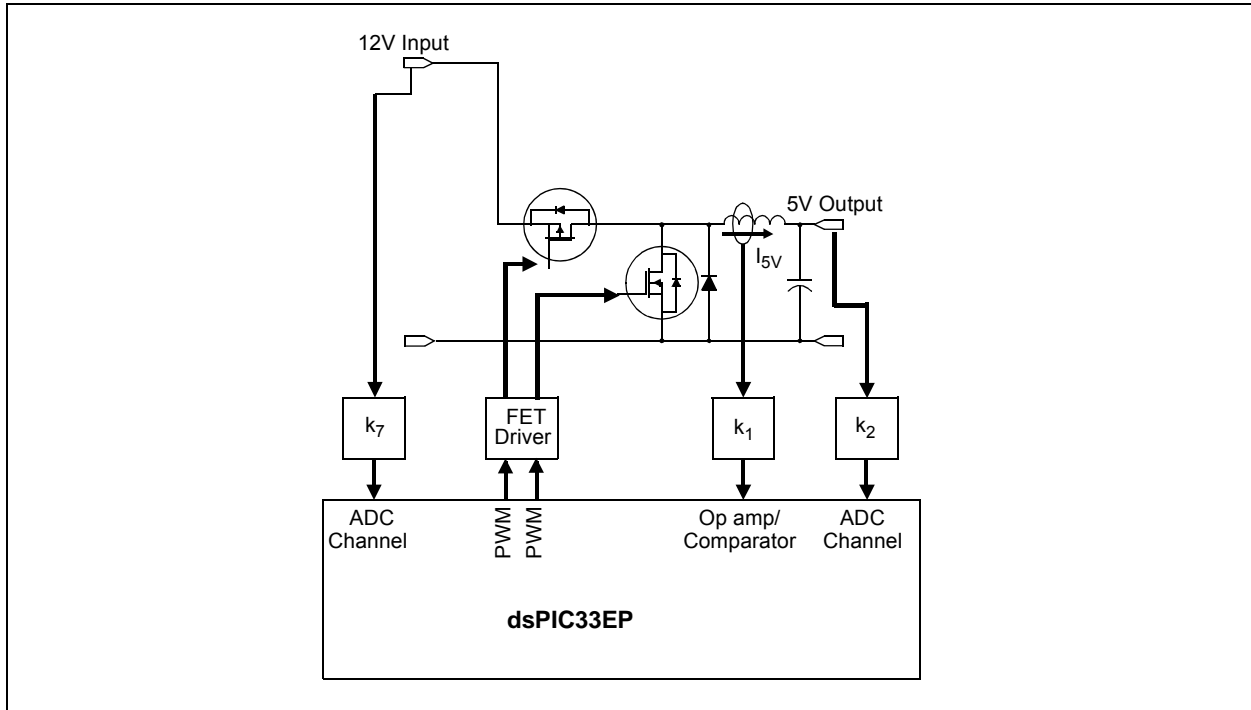 12V Input
5V Output
I5V
k7
FET
Driver
k1
k2
ADC
Channel
PWM
PWM
Op amp/
Comparator
ADC
Channel
dsPIC33EP